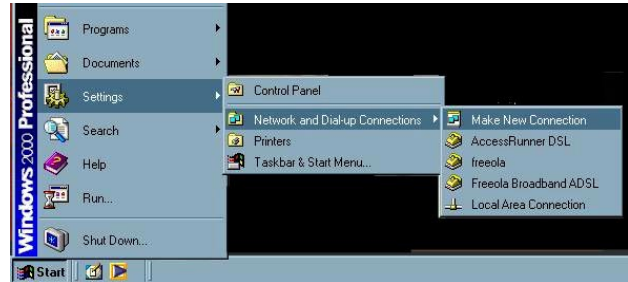 Windows 2000 Professional
Programs
Documents
Settings
Search
Help
Run...
Shut Down...
Control Panel
Network and Dial-up Connections
Printers
Taskbar & Start Menu...
Make New Connection
AccessRunner DSL
freeola
Freeola Broadband ADSL
Local Area Connection
Start